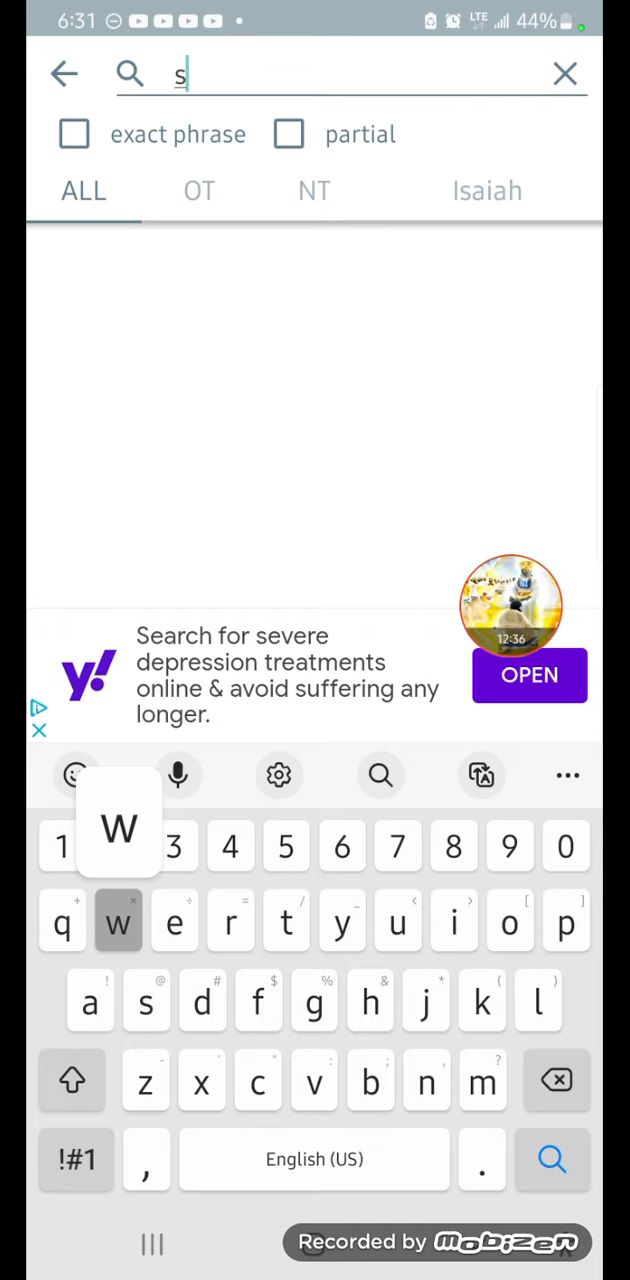 6:31 LTE 44%
s
exact phrase partial
ALL OT NT Isaiah
Search for severe
depression treatments
online & avoid suffering any
longer.
y!
12:36
OPEN
W
1 3 4 5 6 7 8 9 0
+ × ÷ = / _ < > [ ]
q w e r t y u i o p
! @ # $ % & * ( )
a s d f g h j k l
- ' " : ; , ?
z x c v b n m
!#1 , English (US) .
Recorded by mobizen